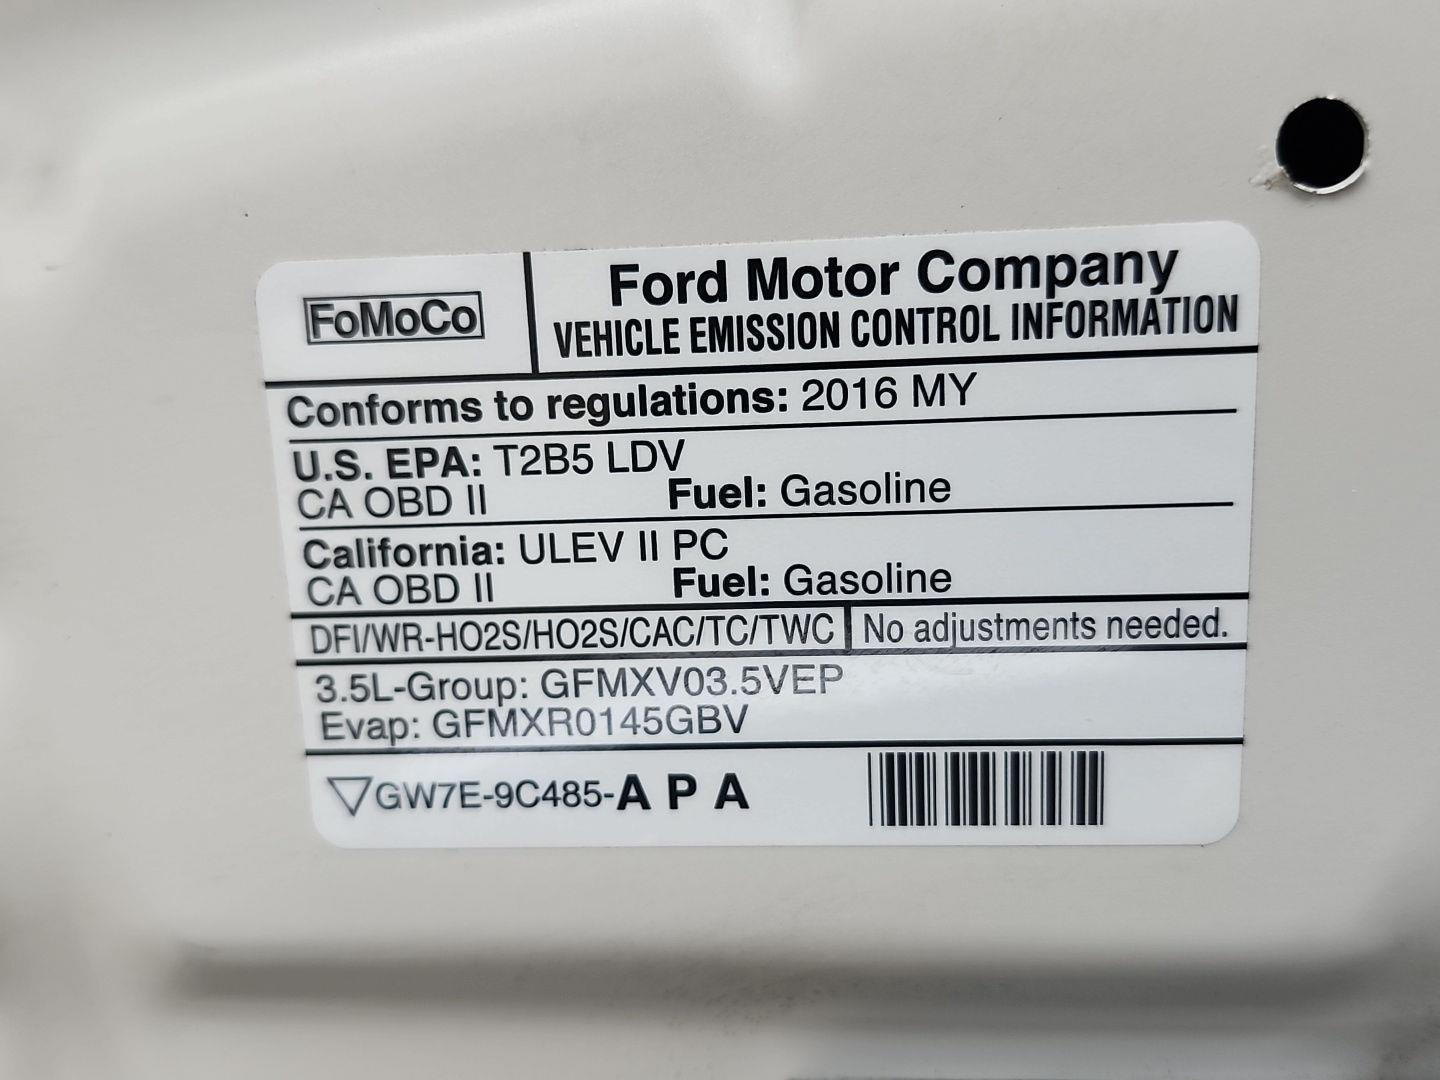 FoMoCo
Ford Motor Company
VEHICLE EMISSION CONTROL INFORMATION
Conforms to regulations: 2016 MY
U.S. EPA: T2B5 LDV
CA OBD II Fuel: Gasoline
California: ULEV II PC
CA OBD II Fuel: Gasoline
DFI/WR-HO2S/HO2S/CAC/TC/TWC No adjustments needed.
3.5L-Group: GFMXV03.5VEP
Evap: GFMXR0145GBV
▽GW7E-9C485-A P A